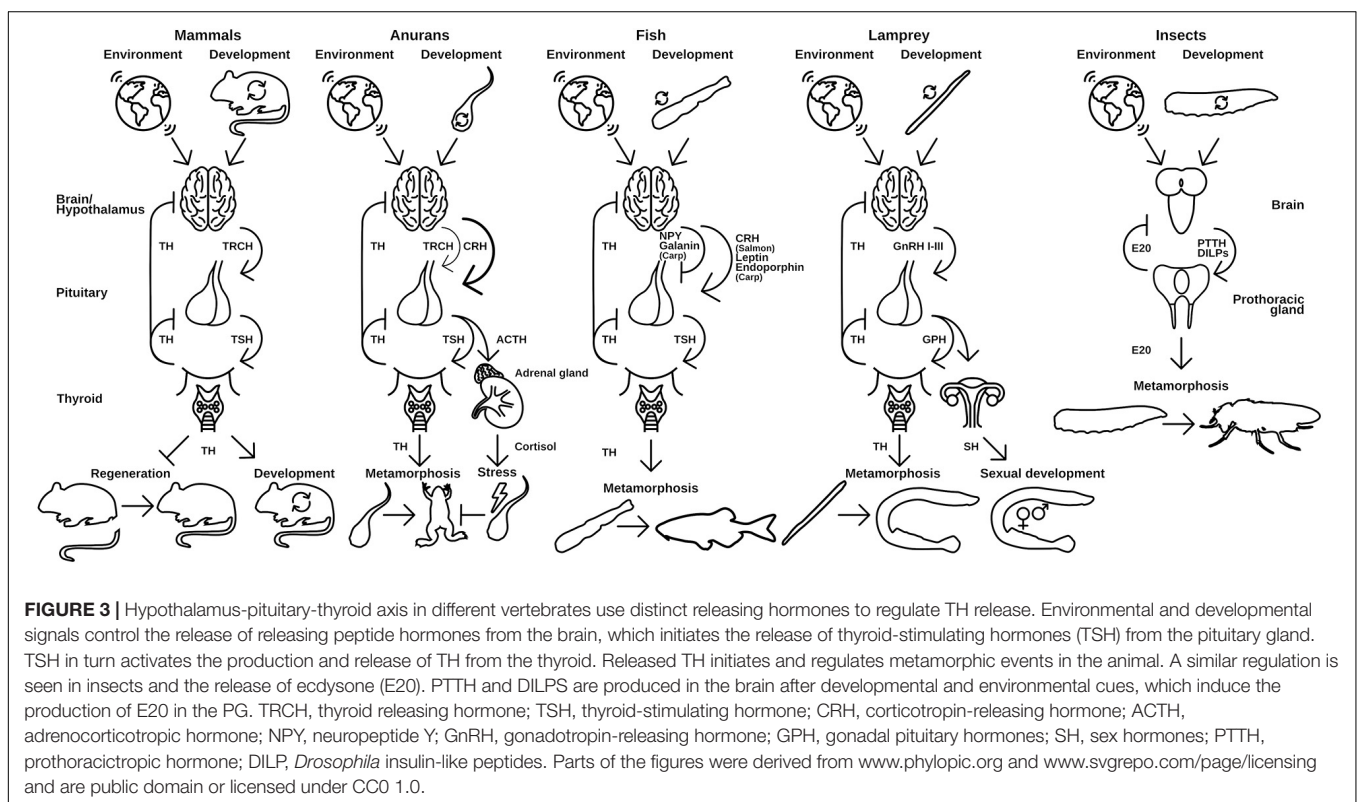 Mammals
Environment Development
Brain/
Hypothalamus
TH TRCH
Pituitary
TH TSH
Thyroid
TH
Regeneration Development
Anurans
Environment Development
TH TRCH CRH
TH TSH ACTH
Adrenal gland
TH Cortisol
Metamorphosis Stress
Fish
Environment Development
NPY
TH Galanin
(Carp)
CRH
(Salmon)
Leptin
Endoporphin
(Carp)
TH TSH
TH
Metamorphosis
Lamprey
Environment Development
TH GnRH I-III
TH GPH
TH SH
Metamorphosis Sexual development
Insects
Environment Development
Brain
E20 PTTH
DILPs
Prothoracic
gland
E20
Metamorphosis
FIGURE 3 | Hypothalamus-pituitary-thyroid axis in different vertebrates use distinct releasing hormones to regulate TH release. Environmental and developmental
signals control the release of releasing peptide hormones from the brain, which initiates the release of thyroid-stimulating hormones (TSH) from the pituitary gland.
TSH in turn activates the production and release of TH from the thyroid. Released TH initiates and regulates metamorphic events in the animal. A similar regulation is
seen in insects and the release of ecdysone (E20). PTTH and DILPS are produced in the brain after developmental and environmental cues, which induce the
production of E20 in the PG. TRCH, thyroid releasing hormone; TSH, thyroid-stimulating hormone; CRH, corticotropin-releasing hormone; ACTH,
adrenocorticotropic hormone; NPY, neuropeptide Y; GnRH, gonadotropin-releasing hormone; GPH, gonadal pituitary hormones; SH, sex hormones; PTTH,
prothoracictropic hormone; DILP, Drosophila insulin-like peptides. Parts of the figures were derived from www.phylopic.org and www.svgrepo.com/page/licensing
and are public domain or licensed under CC0 1.0.